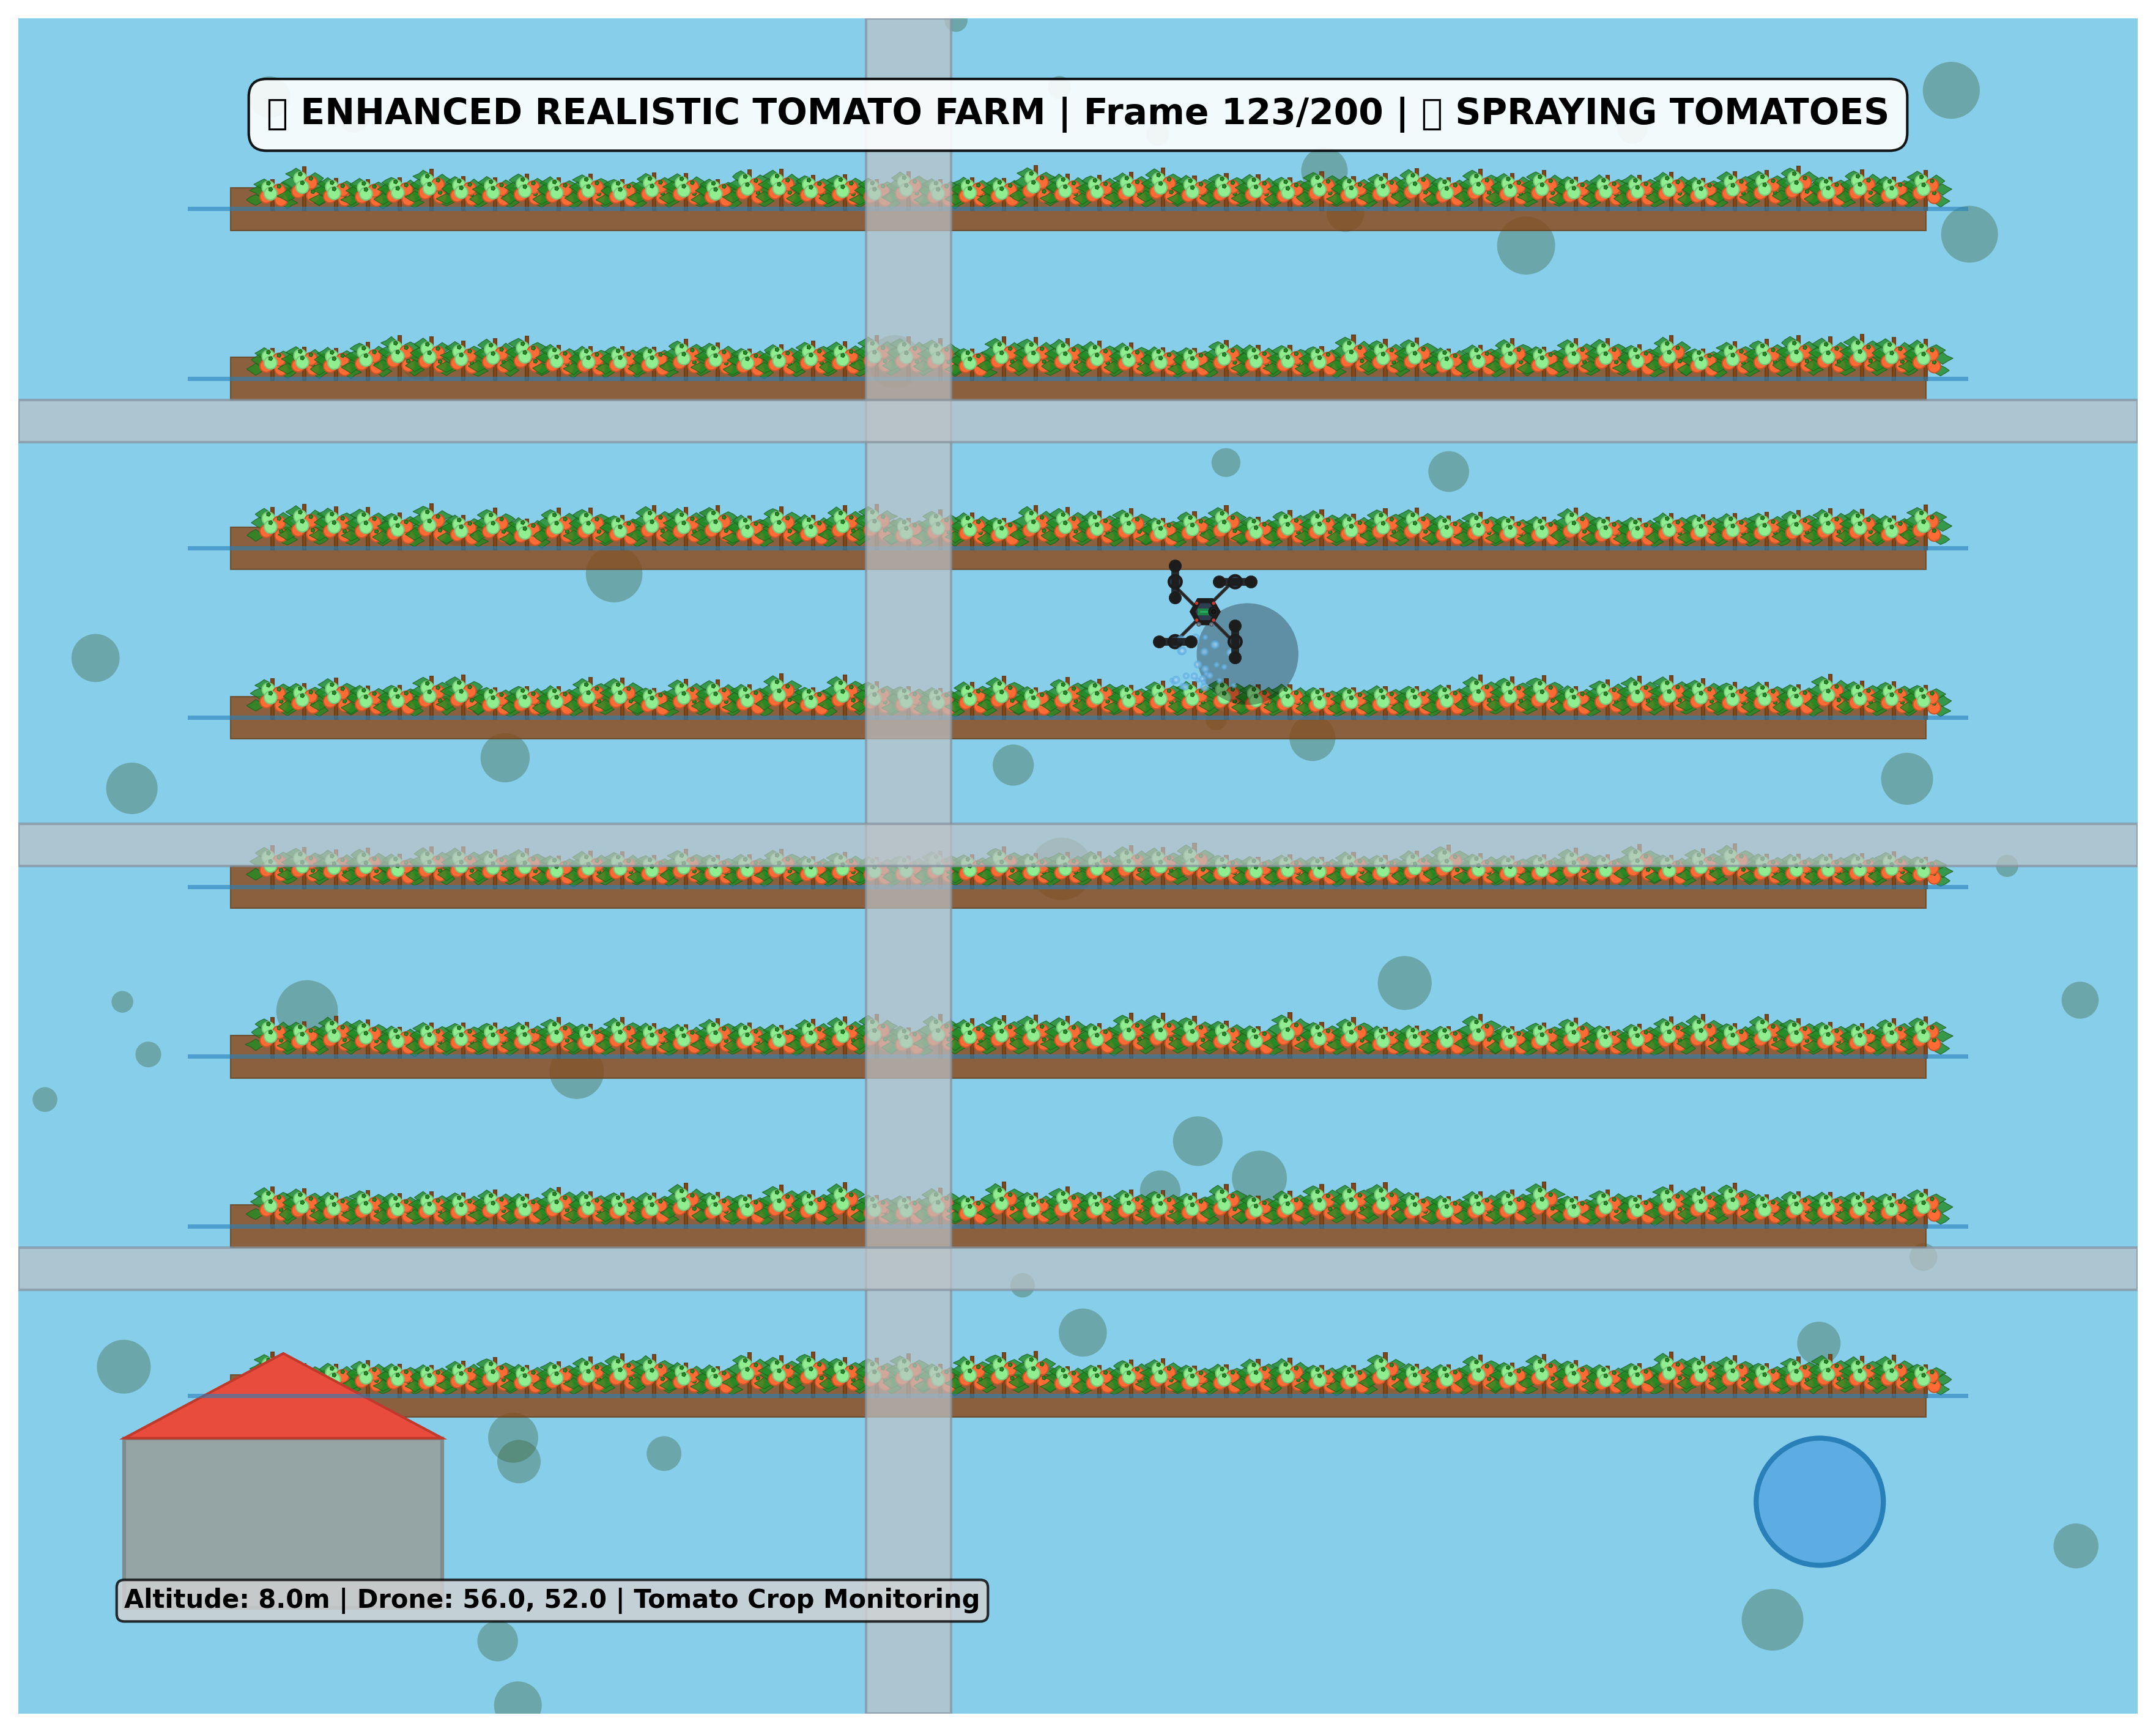 ▯ ENHANCED REALISTIC TOMATO FARM | Frame 123/200 | ▯ SPRAYING TOMATOES
Altitude: 8.0m | Drone: 56.0, 52.0 | Tomato Crop Monitoring